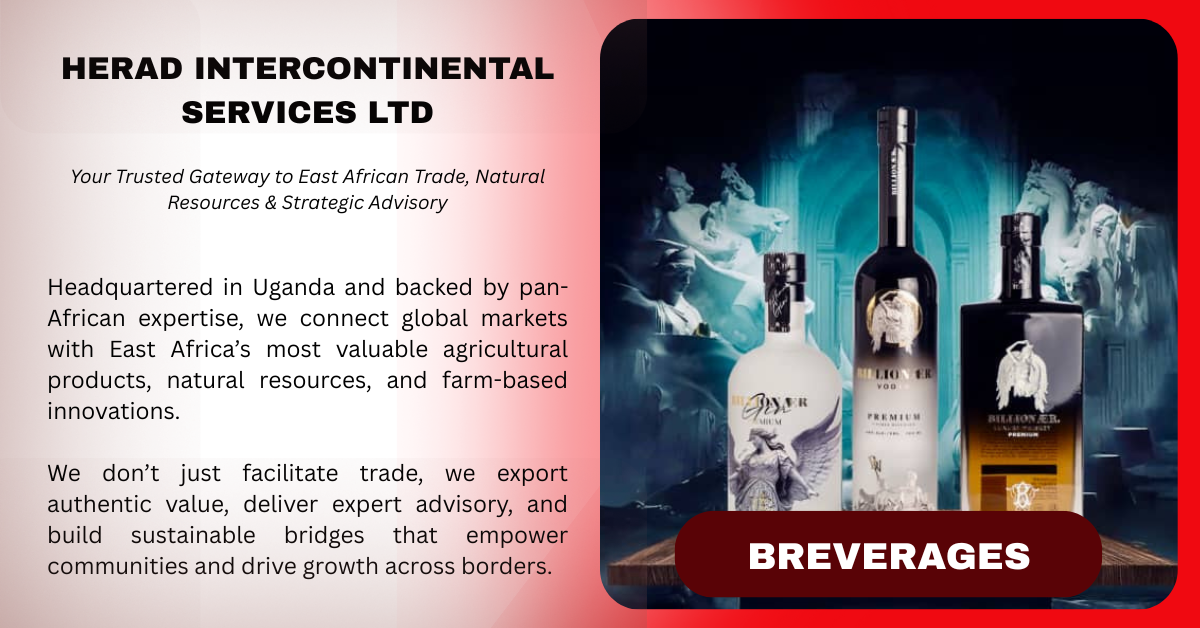 HERAD INTERCONTINENTAL
SERVICES LTD
Your Trusted Gateway to East African Trade, Natural
Resources & Strategic Advisory
Headquartered in Uganda and backed by pan-
African expertise, we connect global markets
with East Africa’s most valuable agricultural
products, natural resources, and farm-based
innovations.
We don’t just facilitate trade, we export
authentic value, deliver expert advisory, and
build sustainable bridges that empower
communities and drive growth across borders.
BILLIONÆR
Gin
BILLIONÆR
VODKA
PREMIUM
BILLIONÆR
PREMIUM
BREVERAGES